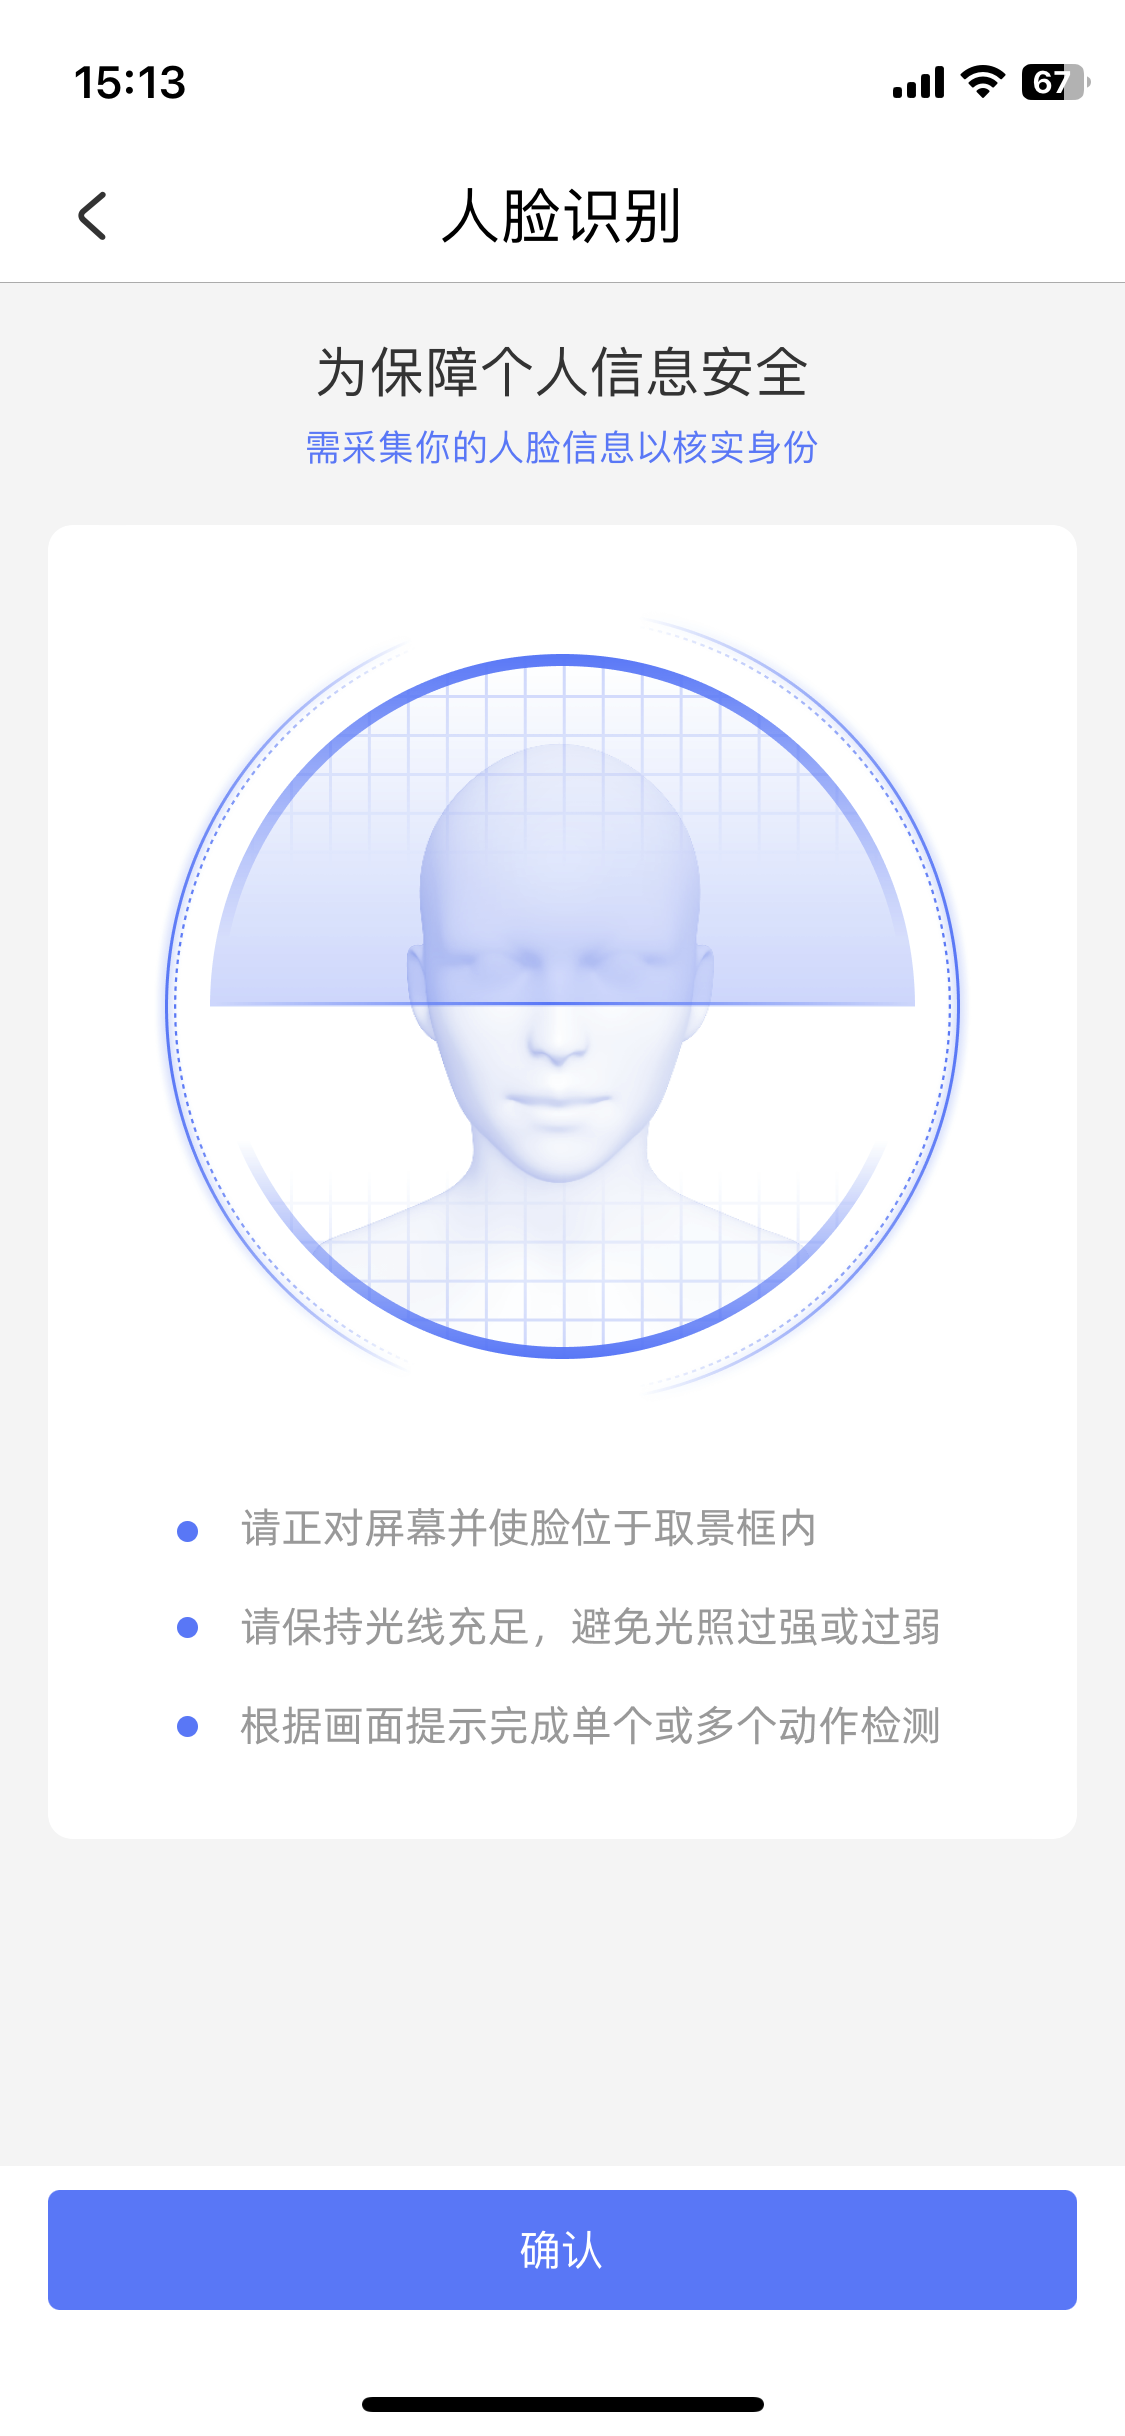 15:13
67
人脸识别
为保障个人信息安全
需采集你的人脸信息以核实身份
请正对屏幕并使脸位于取景框内
请保持光线充足，避免光照过强或过弱
根据画面提示完成单个或多个动作检测
确认